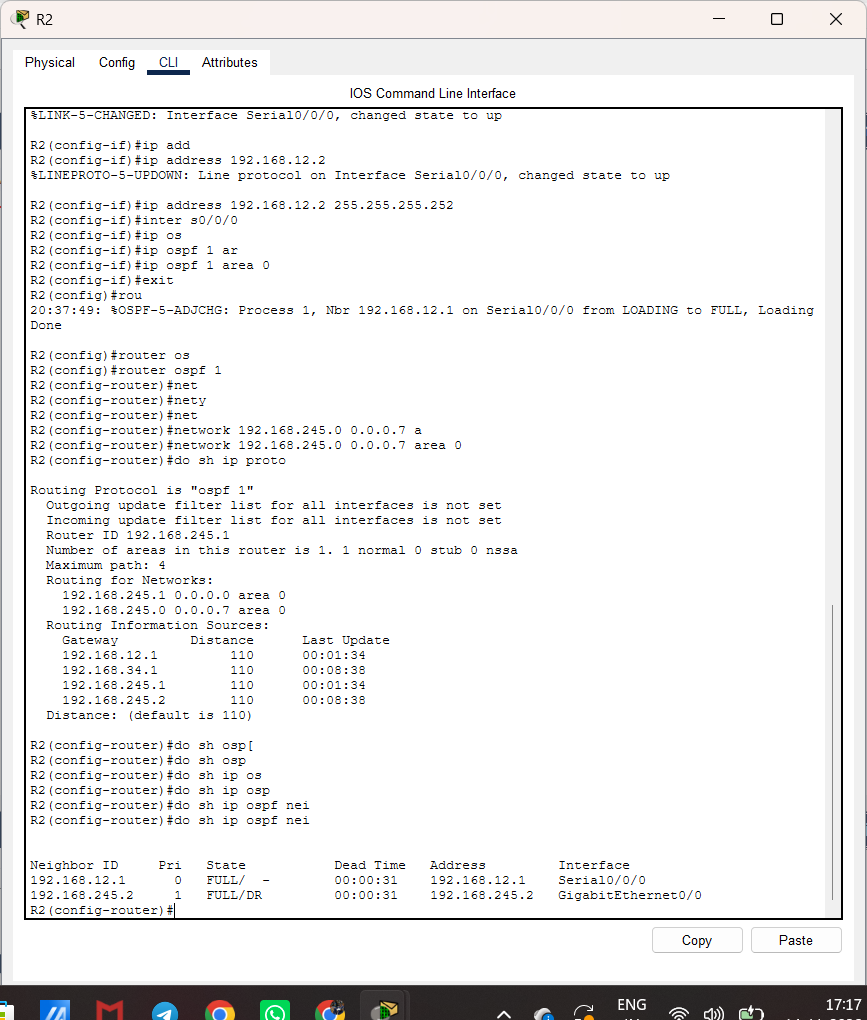 R2
Physical Config CLI Attributes
IOS Command Line Interface
%LINK-5-CHANGED: Interface Serial0/0/0, changed state to up
R2(config-if)#ip add
R2(config-if)#ip address 192.168.12.2
%LINEPROTO-5-UPDOWN: Line protocol on Interface Serial0/0/0, changed state to up
R2(config-if)#ip address 192.168.12.2 255.255.255.252
R2(config-if)#inter s0/0/0
R2(config-if)#ip os
R2(config-if)#ip ospf 1 ar
R2(config-if)#ip ospf 1 area 0
R2(config-if)#exit
R2(config)#rou
20:37:49: %OSPF-5-ADJCHG: Process 1, Nbr 192.168.12.1 on Serial0/0/0 from LOADING to FULL, Loading
Done
R2(config)#router os
R2(config)#router ospf 1
R2(config-router)#net
R2(config-router)#nety
R2(config-router)#net
R2(config-router)#network 192.168.245.0 0.0.0.7 a
R2(config-router)#network 192.168.245.0 0.0.0.7 area 0
R2(config-router)#do sh ip proto
Routing Protocol is "ospf 1"
Outgoing update filter list for all interfaces is not set
Incoming update filter list for all interfaces is not set
Router ID 192.168.245.1
Number of areas in this router is 1. 1 normal 0 stub 0 nssa
Maximum path: 4
Routing for Networks:
192.168.245.1 0.0.0.0 area 0
192.168.245.0 0.0.0.7 area 0
Routing Information Sources:
Gateway Distance Last Update
192.168.12.1 110 00:01:34
192.168.34.1 110 00:08:38
192.168.245.1 110 00:01:34
192.168.245.2 110 00:08:38
Distance: (default is 110)
R2(config-router)#do sh osp[
R2(config-router)#do sh osp
R2(config-router)#do sh ip os
R2(config-router)#do sh ip osp
R2(config-router)#do sh ip ospf nei
R2(config-router)#do sh ip ospf nei
Neighbor ID Pri State Dead Time Address Interface
192.168.12.1 0 FULL/ - 00:00:31 192.168.12.1 Serial0/0/0
192.168.245.2 1 FULL/DR 00:00:31 192.168.245.2 GigabitEthernet0/0
R2(config-router)#
Copy Paste
ENG 17:17